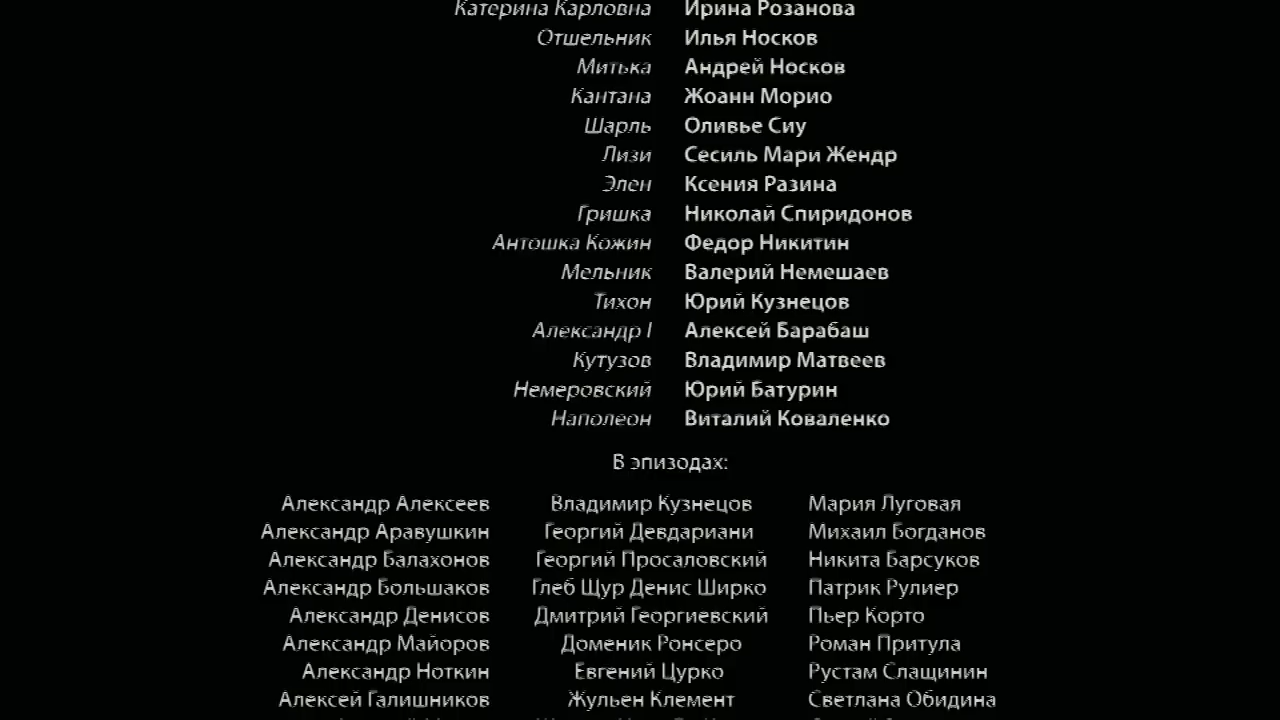 Катерина Карловна Ирина Розанова
Отшельник Илья Носков
Митька Андрей Носков
Кантана Жоанн Морио
Шарль Оливье Сиу
Лизи Сесиль Мари Жендр
Элен Ксения Разина
Гришка Николай Спиридонов
Антошка Кожин Федор Никитин
Мельник Валерий Немешаев
Тихон Юрий Кузнецов
Александр I Алексей Барабаш
Кутузов Владимир Матвеев
Немеровский Юрий Батурин
Наполеон Виталий Коваленко
В эпизодах:
Александр Алексеев Владимир Кузнецов Мария Луговая
Александр Аравушкин Георгий Девдариани Михаил Богданов
Александр Балахонов Георгий Просаловский Никита Барсуков
Александр Большаков Глеб Щур Денис Ширко Патрик Рулиер
Александр Денисов Дмитрий Георгиевский Пьер Корто
Александр Майоров Доменик Ронсеро Роман Притула
Александр Ноткин Евгений Цурко Рустам Слащинин
Алексей Галишников Жульен Клемент Светлана Обидина